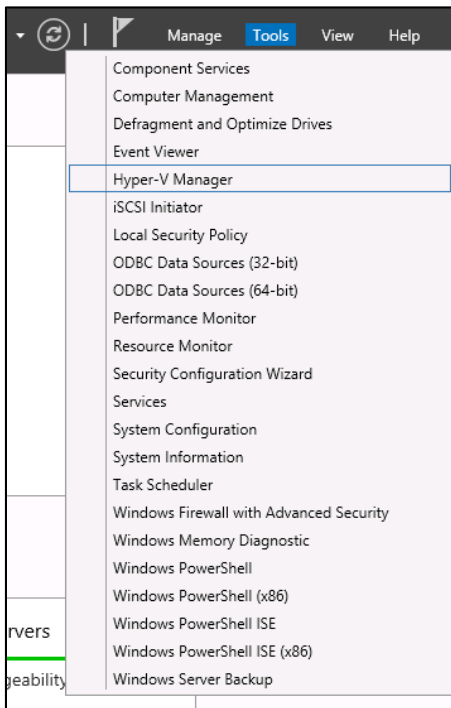 Manage Tools View Help
Component Services
Computer Management
Defragment and Optimize Drives
Event Viewer
Hyper-V Manager
iSCSI Initiator
Local Security Policy
ODBC Data Sources (32-bit)
ODBC Data Sources (64-bit)
Performance Monitor
Resource Monitor
Security Configuration Wizard
Services
System Configuration
System Information
Task Scheduler
Windows Firewall with Advanced Security
Windows Memory Diagnostic
Windows PowerShell
Windows PowerShell (x86)
Windows PowerShell ISE
Windows PowerShell ISE (x86)
Windows Server Backup
rvers
geability